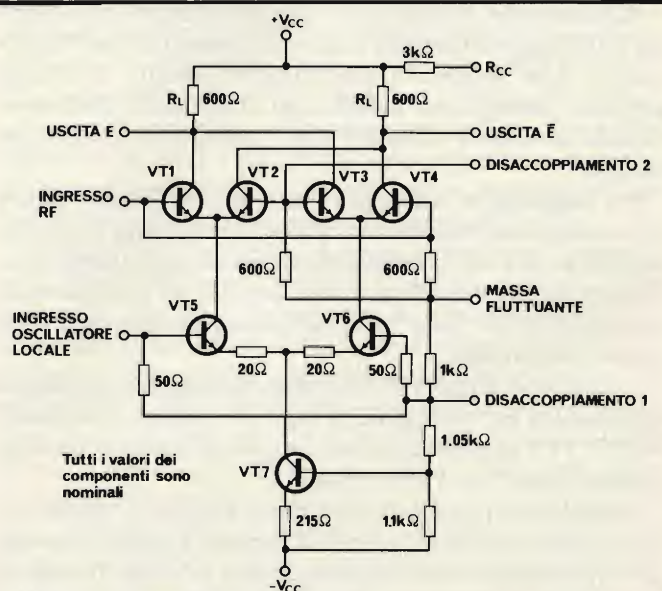 +VCC
3kΩ
RCC
RL 600Ω
RL 600Ω
USCITA E
USCITA Ē
VT1
VT2
VT3
VT4
DISACCOPPIAMENTO 2
INGRESSO
RF
600Ω
600Ω
MASSA
FLUTTUANTE
VT5
VT6
INGRESSO
OSCILLATORE
LOCALE
20Ω
20Ω
50Ω
1kΩ
50Ω
DISACCOPPIAMENTO 1
1.05kΩ
Tutti i valori dei
componenti sono
nominali
VT7
215Ω
1.1kΩ
-VCC